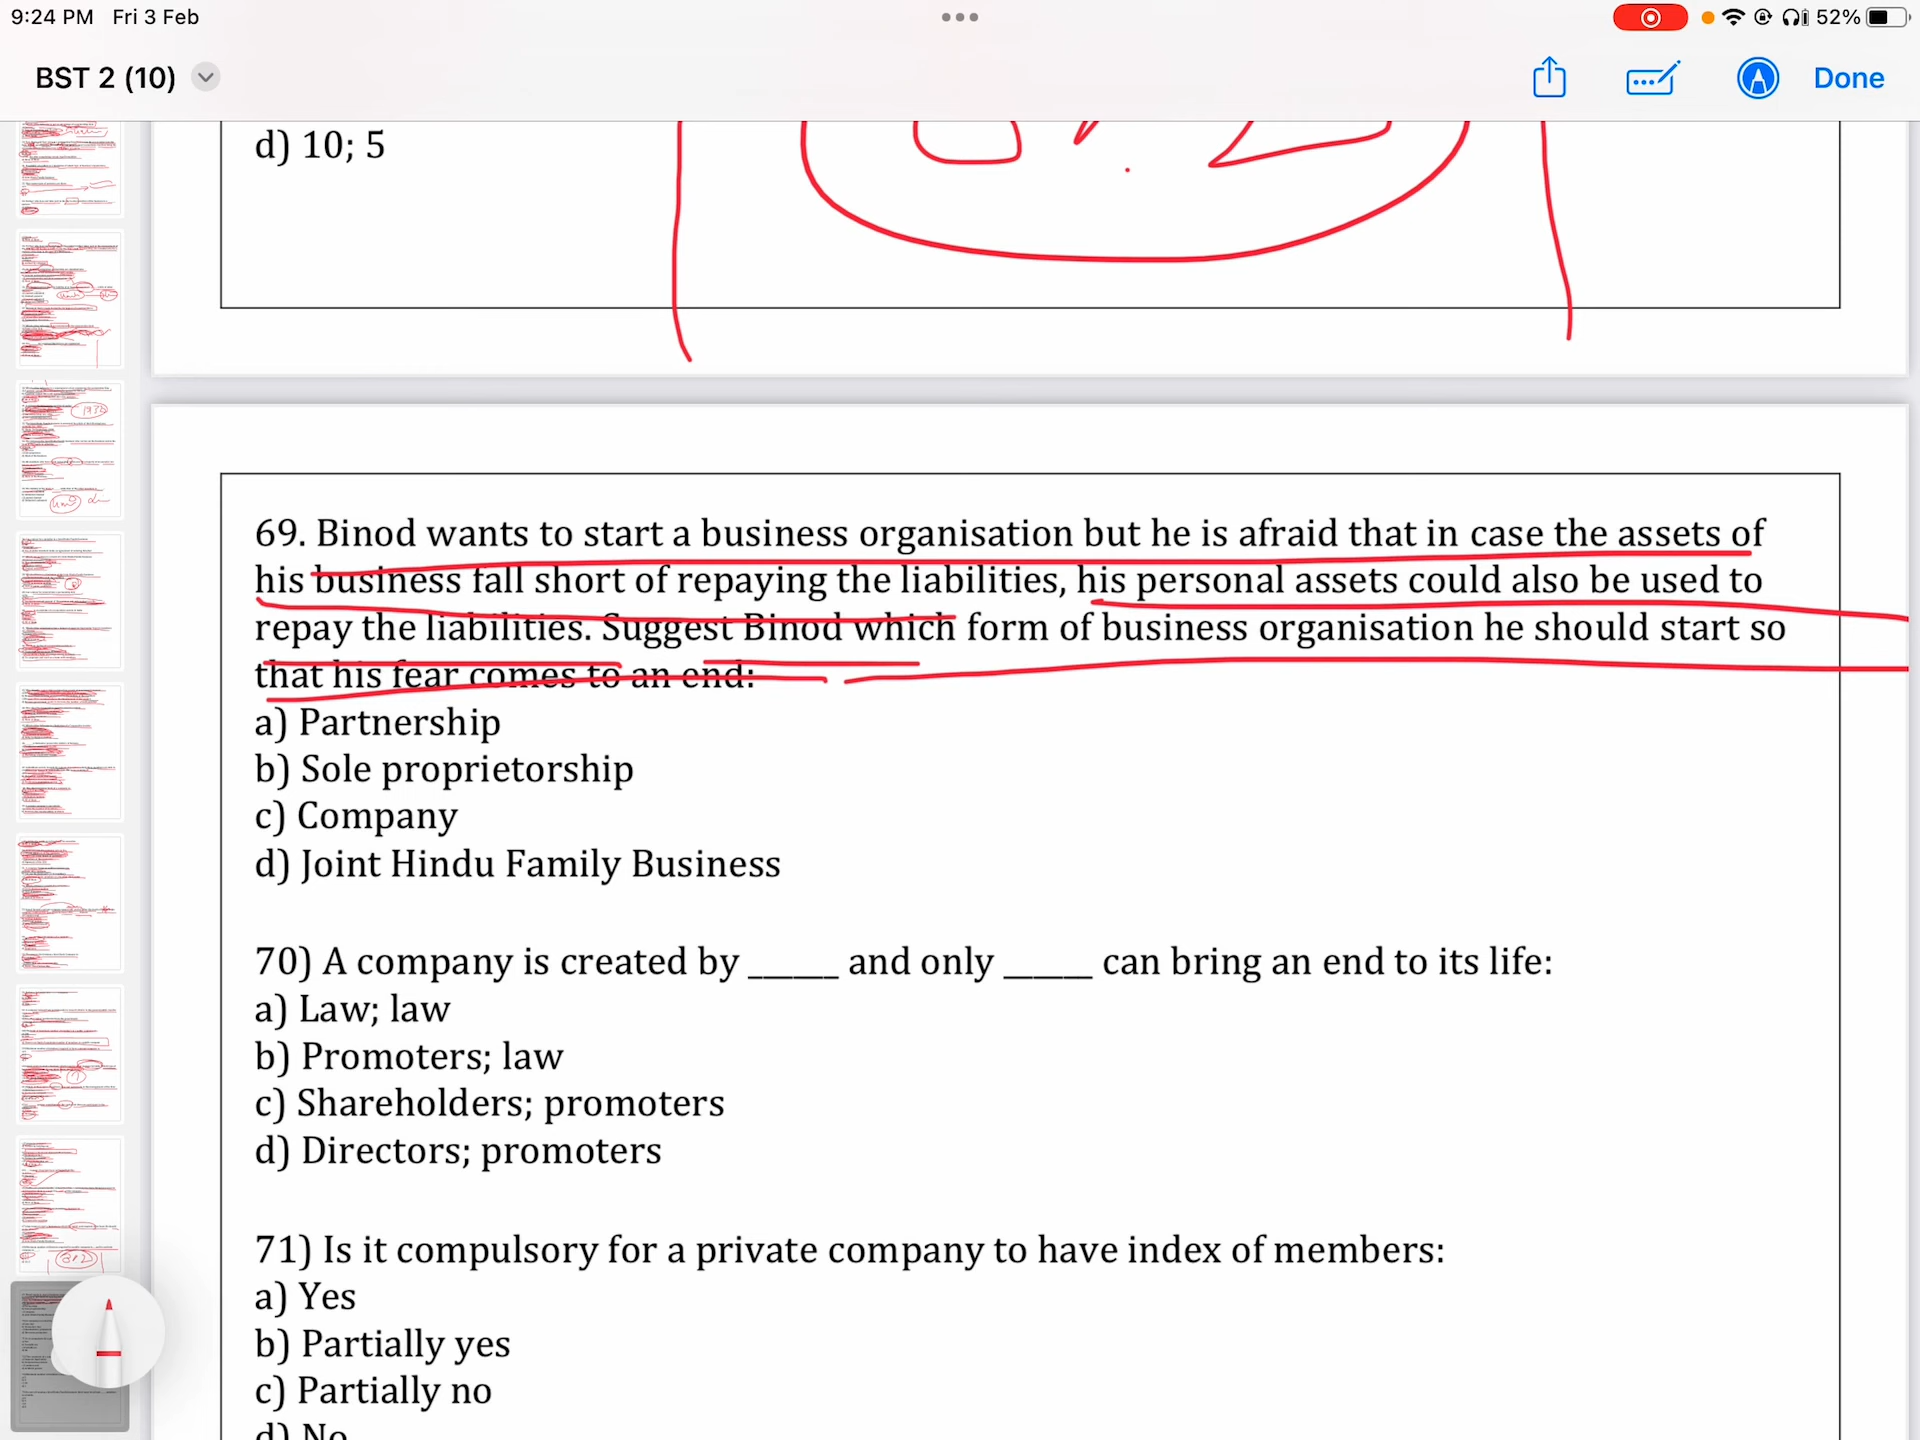 9:24 PM Fri 3 Feb
52%
BST 2 (10)
Done
d) 10; 5
69. Binod wants to start a business organisation but he is afraid that in case the assets of
his business fall short of repaying the liabilities, his personal assets could also be used to
repay the liabilities. Suggest Binod which form of business organisation he should start so
that his fear comes to an end:
a) Partnership
b) Sole proprietorship
c) Company
d) Joint Hindu Family Business
70) A company is created by ______ and only ______ can bring an end to its life:
a) Law; law
b) Promoters; law
c) Shareholders; promoters
d) Directors; promoters
71) Is it compulsory for a private company to have index of members:
a) Yes
b) Partially yes
c) Partially no
d) No